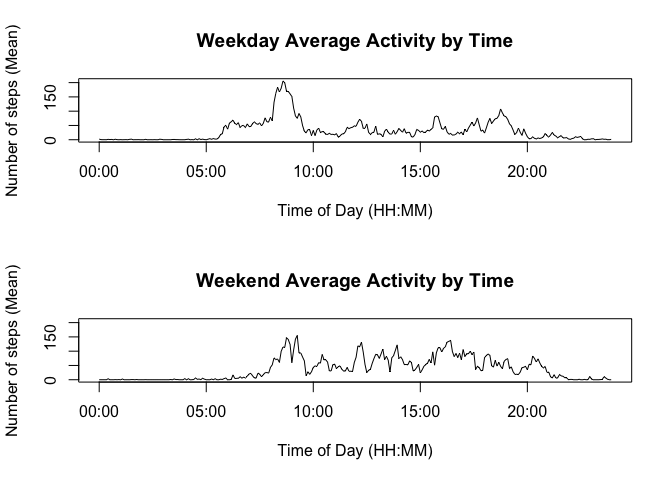 Weekday Average Activity by Time
Number of steps (Mean)
150
0
00:00 05:00 10:00 15:00 20:00
Time of Day (HH:MM)
Weekend Average Activity by Time
Number of steps (Mean)
150
0
00:00 05:00 10:00 15:00 20:00
Time of Day (HH:MM)